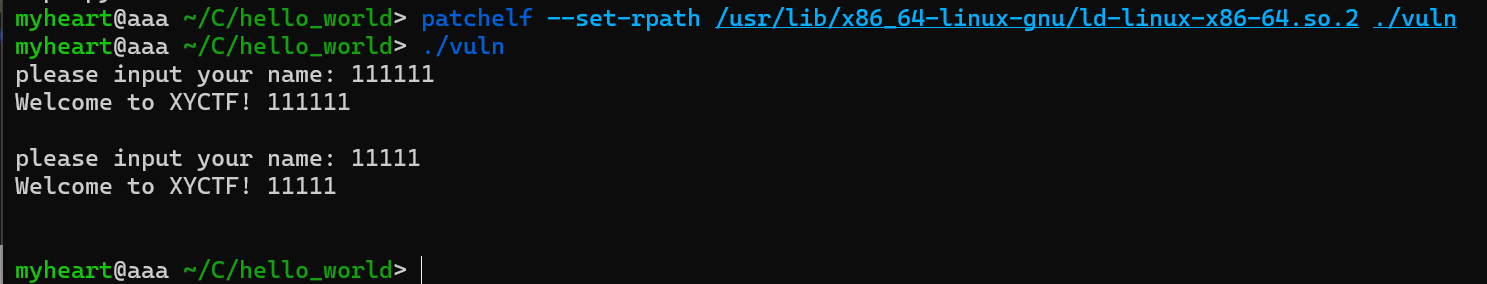 myheart@aaa ~/C/hello_world> patchelf --set-rpath /usr/lib/x86_64-linux-gnu/ld-linux-x86-64.so.2 ./vuln
myheart@aaa ~/C/hello_world> ./vuln
please input your name: 111111
Welcome to XYCTF! 111111
please input your name: 11111
Welcome to XYCTF! 11111
myheart@aaa ~/C/hello_world>